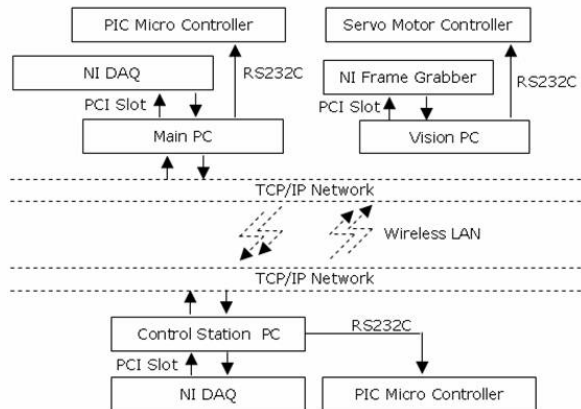 PIC Micro Controller
Servo Motor Controller
NI DAQ
RS232C
NI Frame Grabber
RS232C
PCI Slot
PCI Slot
Main PC
Vision PC
TCP/IP Network
Wireless LAN
TCP/IP Network
Control Station PC
RS232C
PCI Slot
NI DAQ
PIC Micro Controller